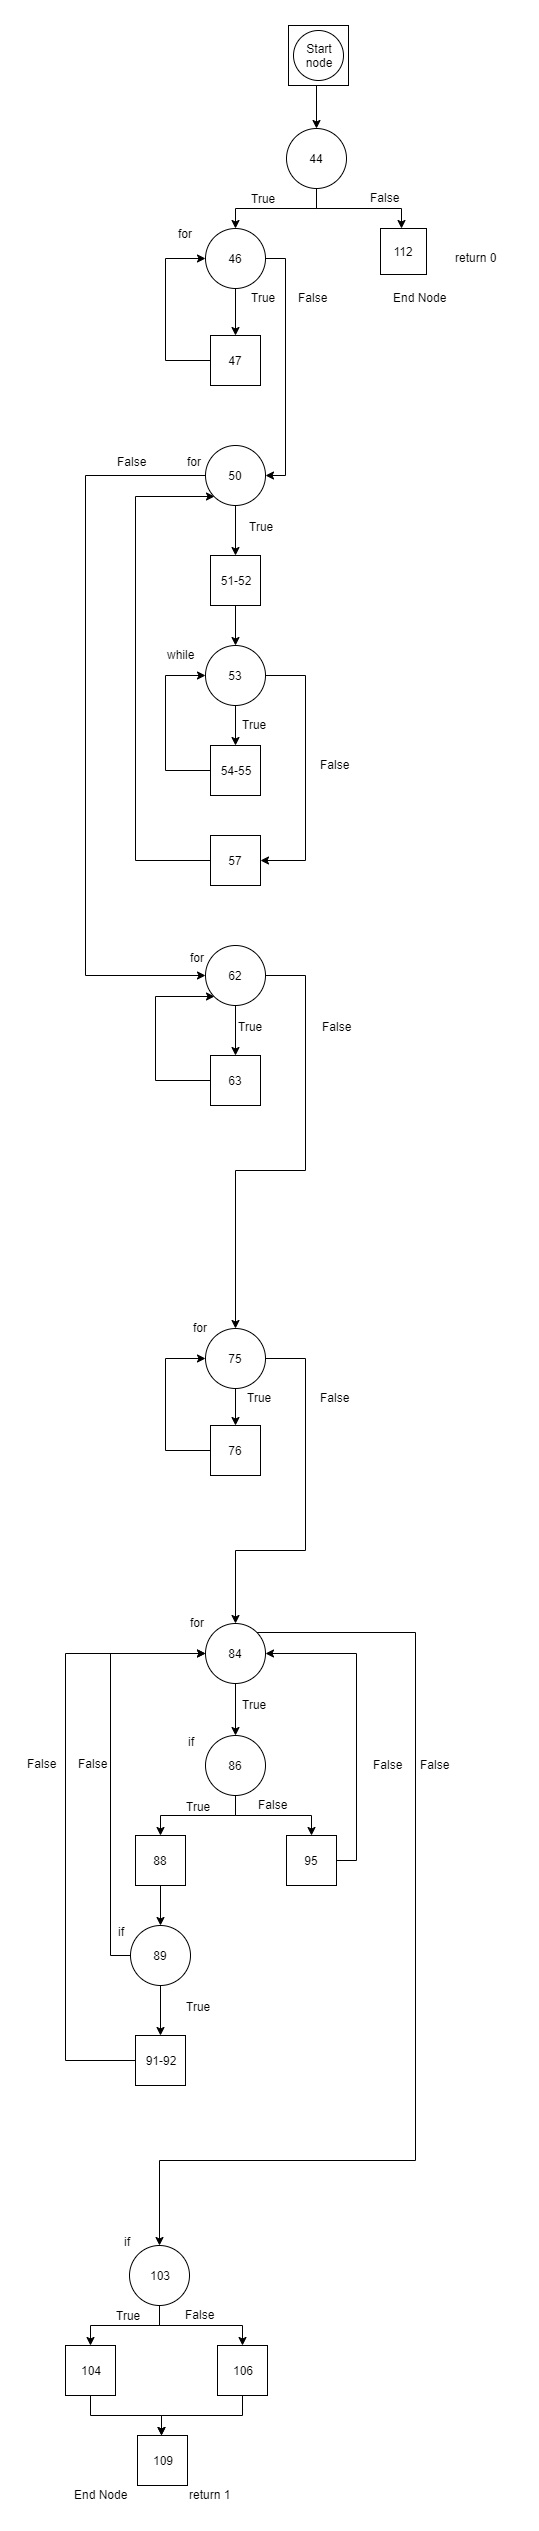 Start
node
44
True
False
for
46
112
return 0
True
False
End Node
47
False
for
50
True
51-52
while
53
True
54-55
False
57
for
62
True
False
63
for
75
True
False
76
for
84
True
if
86
False
False
False
False
True
False
88
95
if
89
True
91-92
if
103
True
False
104
106
109
End Node
return 1